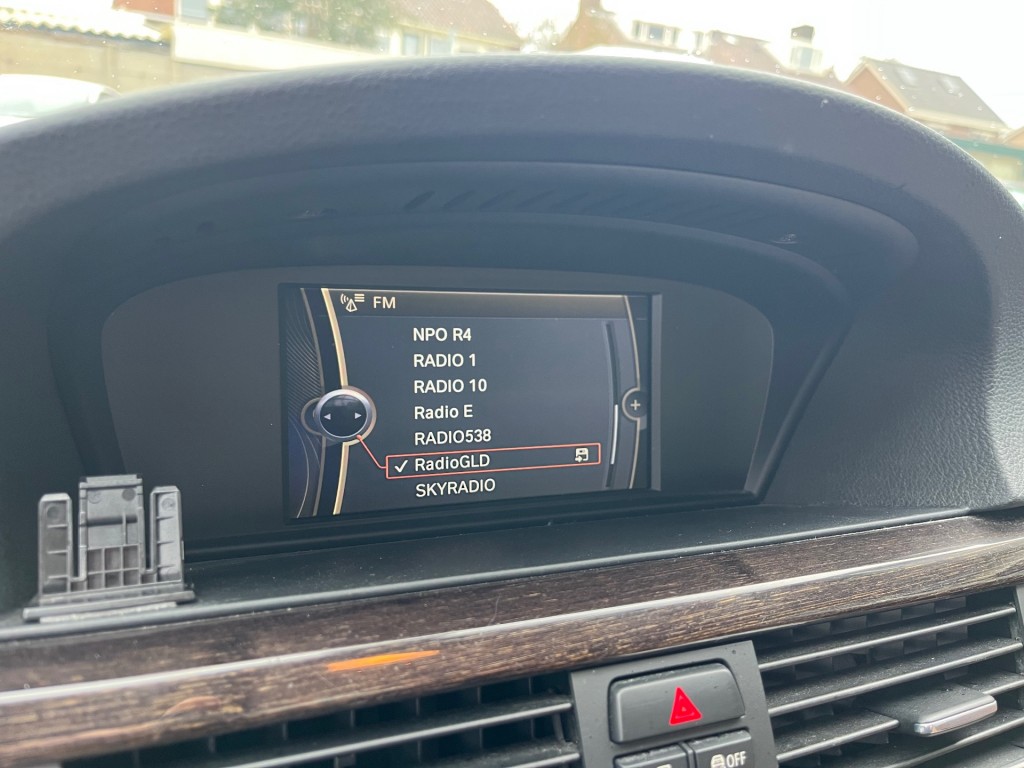 FM
NPO R4
RADIO 1
RADIO 10
Radio E
RADIO538
RadioGLD
SKYRADIO
OFF